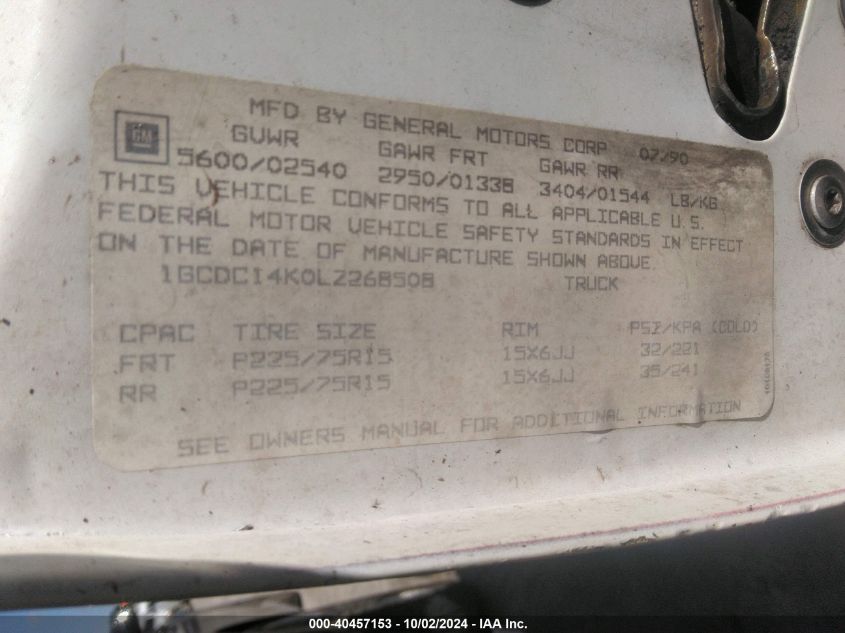 MFD BY GENERAL MOTORS CORP 07/90
GM
GVWR GAWR FRT GAWR RR
5600/02540 2950/01338 3404/01544 LB/KG
THIS VEHICLE CONFORMS TO ALL APPLICABLE U.S.
FEDERAL MOTOR VEHICLE SAFETY STANDARDS IN EFFECT
ON THE DATE OF MANUFACTURE SHOWN ABOVE.
1GCDC14K0LZ268508 TRUCK
CPAC TIRE SIZE RIM PSI/KPA (COLD)
FRT P225/75R15 15X6JJ 32/221
RR P225/75R15 15X6JJ 35/241
SEE OWNERS MANUAL FOR ADDITIONAL INFORMATION
000-40457153 - 10/02/2024 - IAA Inc.